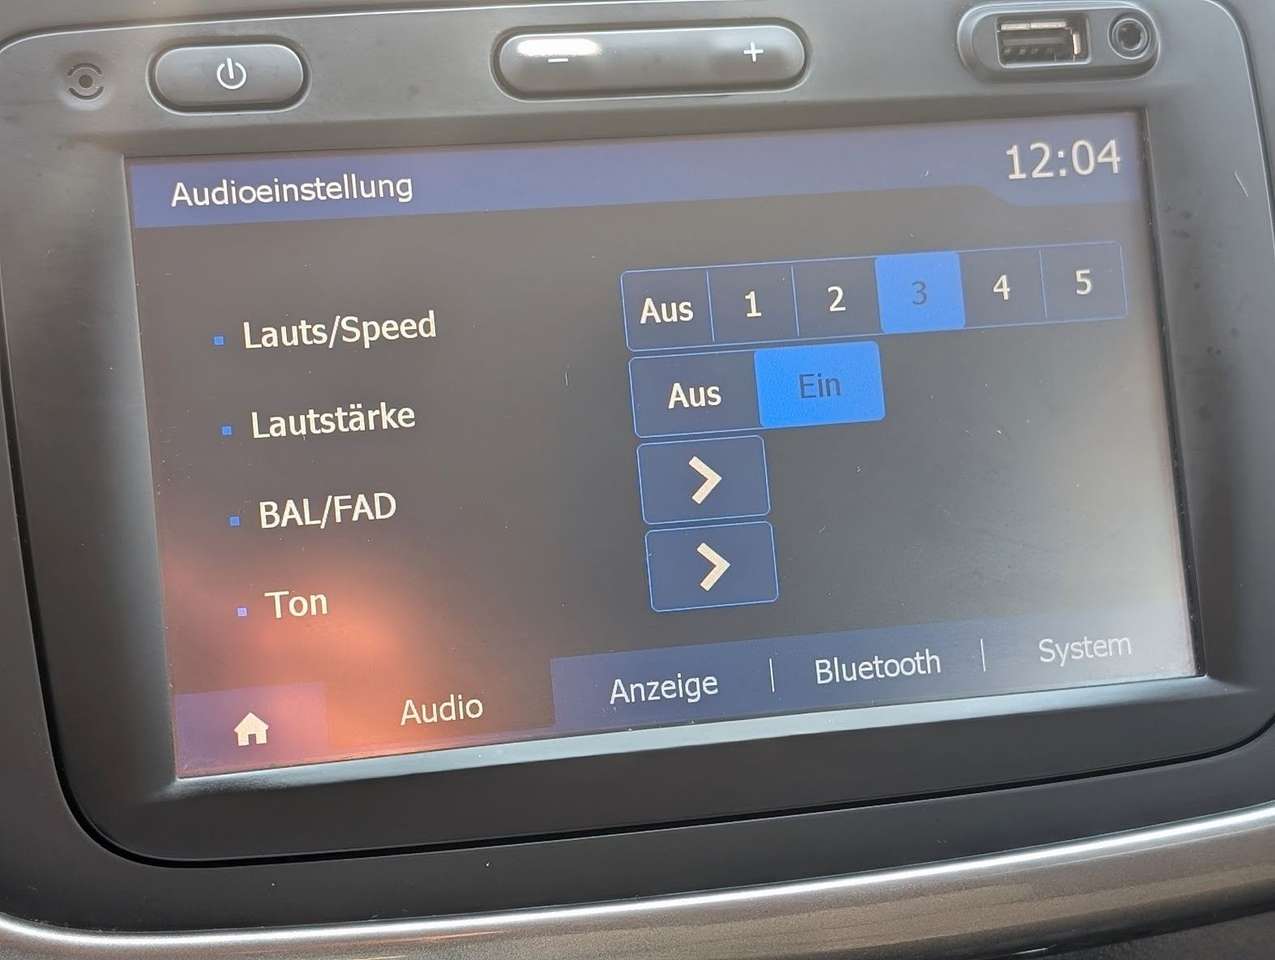 − +
Audioeinstellung 12:04
Lauts/Speed Aus 1 2 3 4 5
Lautstärke Aus Ein
BAL/FAD
Ton
Audio Anzeige Bluetooth System